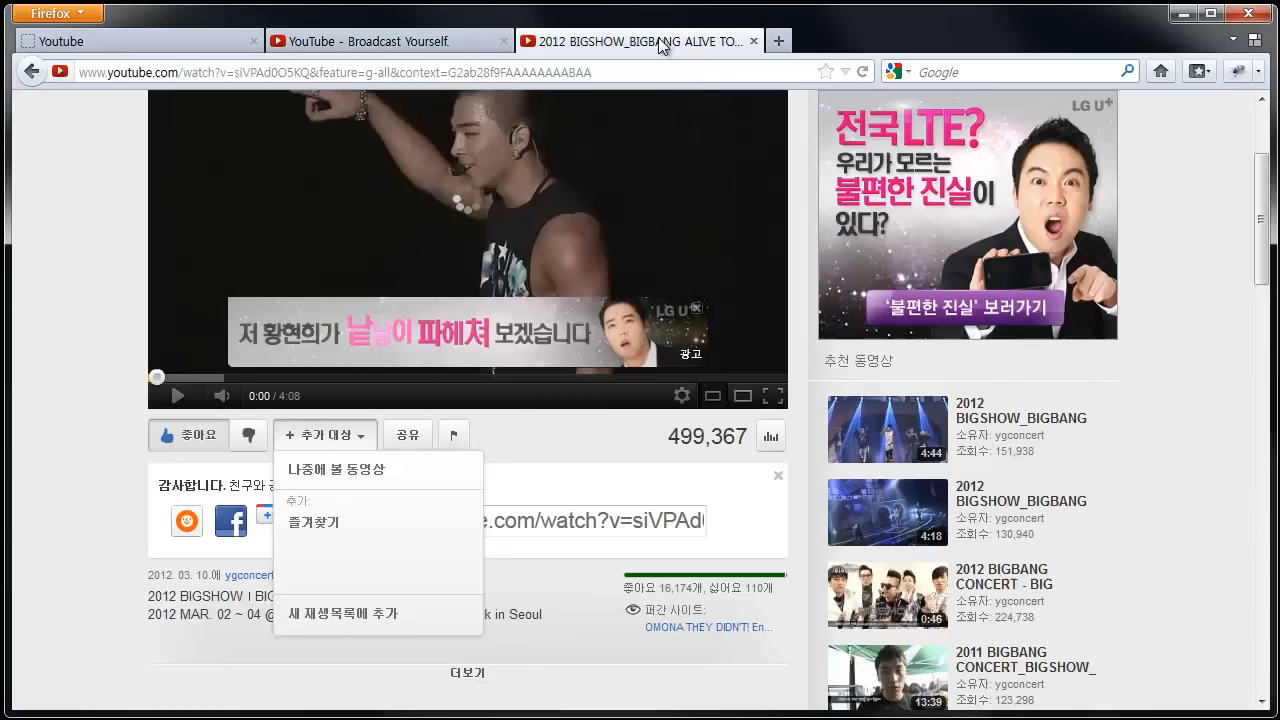 Firefox
Youtube
YouTube - Broadcast Yourself.
2012 BIGSHOW_BIGBANG ALIVE TO...
www.youtube.com/watch?v=siVPAd0O5KQ&feature=g-all&context=G2ab28f9FAAAAAAAABAA
Google
LG U+
전국LTE?
우리가 모르는
불편한 진실이
있다?
'불편한 진실' 보러가기
저 황현희가 낱낱이 파헤쳐 보겠습니다
LG U
광고
0:00 / 4:08
좋아요
추가 대상
공유
499,367
나중에 볼 동영상
추가:
즐겨찾기
새 재생목록에 추가
감사합니다. 친구와
e.com/watch?v=siVPAd
2012. 03. 10.에 ygconcert
2012 BIGSHOW
2012 MAR. 02 ~ 04 @
k in Seoul
좋아요 16,174개, 싫어요 110개
퍼간 사이트:
OMONA THEY DIDN'T! En...
더보기
추천 동영상
2012
BIGSHOW_BIGBANG
소유자: ygconcert
조회수: 151,938
4:44
2012
BIGSHOW_BIGBANG
소유자: ygconcert
조회수: 130,940
4:18
2012 BIGBANG
CONCERT - BIG
소유자: ygconcert
조회수: 224,738
0:46
2011 BIGBANG
CONCERT_BIGSHOW_
소유자: ygconcert
조회수: 123,298
13:39